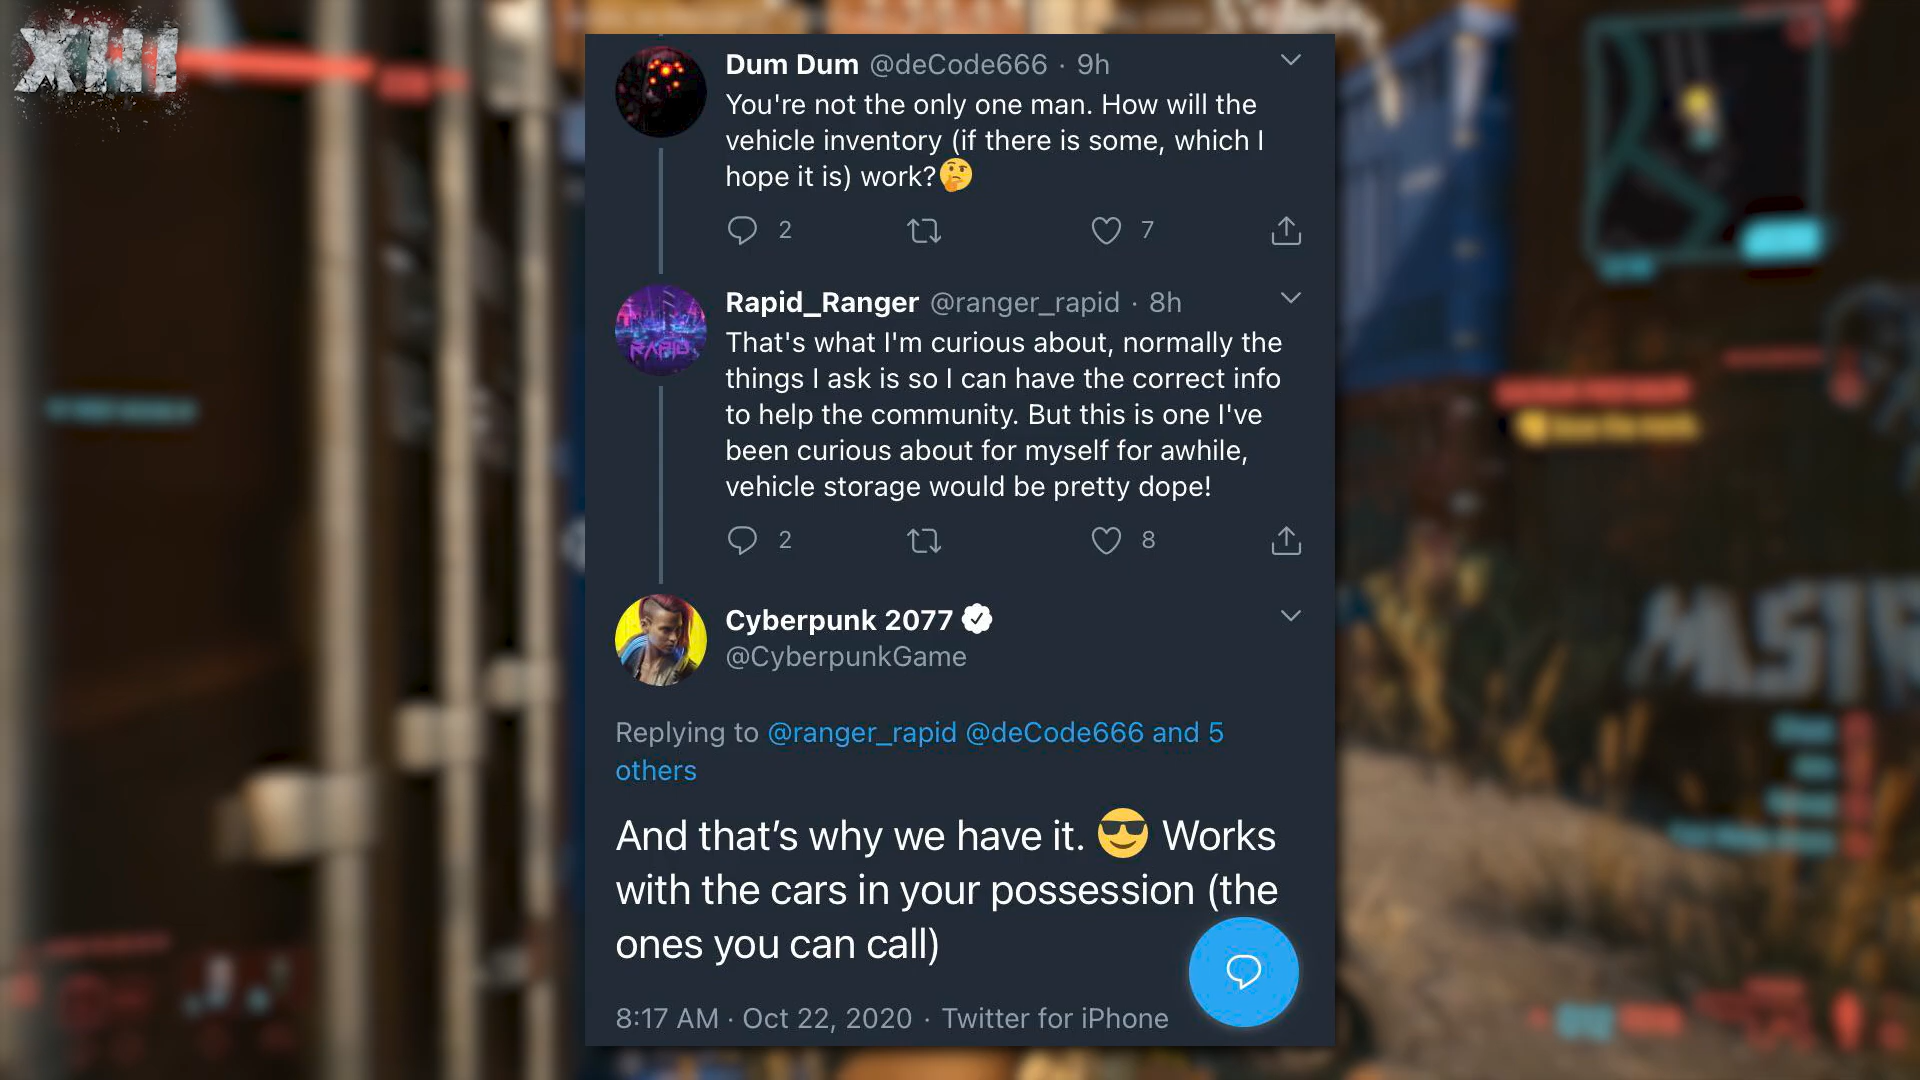 XIII
Dum Dum @deCode666 · 9h
You're not the only one man. How will the
vehicle inventory (if there is some, which I
hope it is) work?🤔
2 7
Rapid_Ranger @ranger_rapid · 8h
RAPID
That's what I'm curious about, normally the
things I ask is so I can have the correct info
to help the community. But this is one I've
been curious about for myself for awhile,
vehicle storage would be pretty dope!
2 8
Cyberpunk 2077
@CyberpunkGame
Replying to @ranger_rapid @deCode666 and 5
others
And that’s why we have it. 😎 Works
with the cars in your possession (the
ones you can call)
8:17 AM · Oct 22, 2020 · Twitter for iPhone